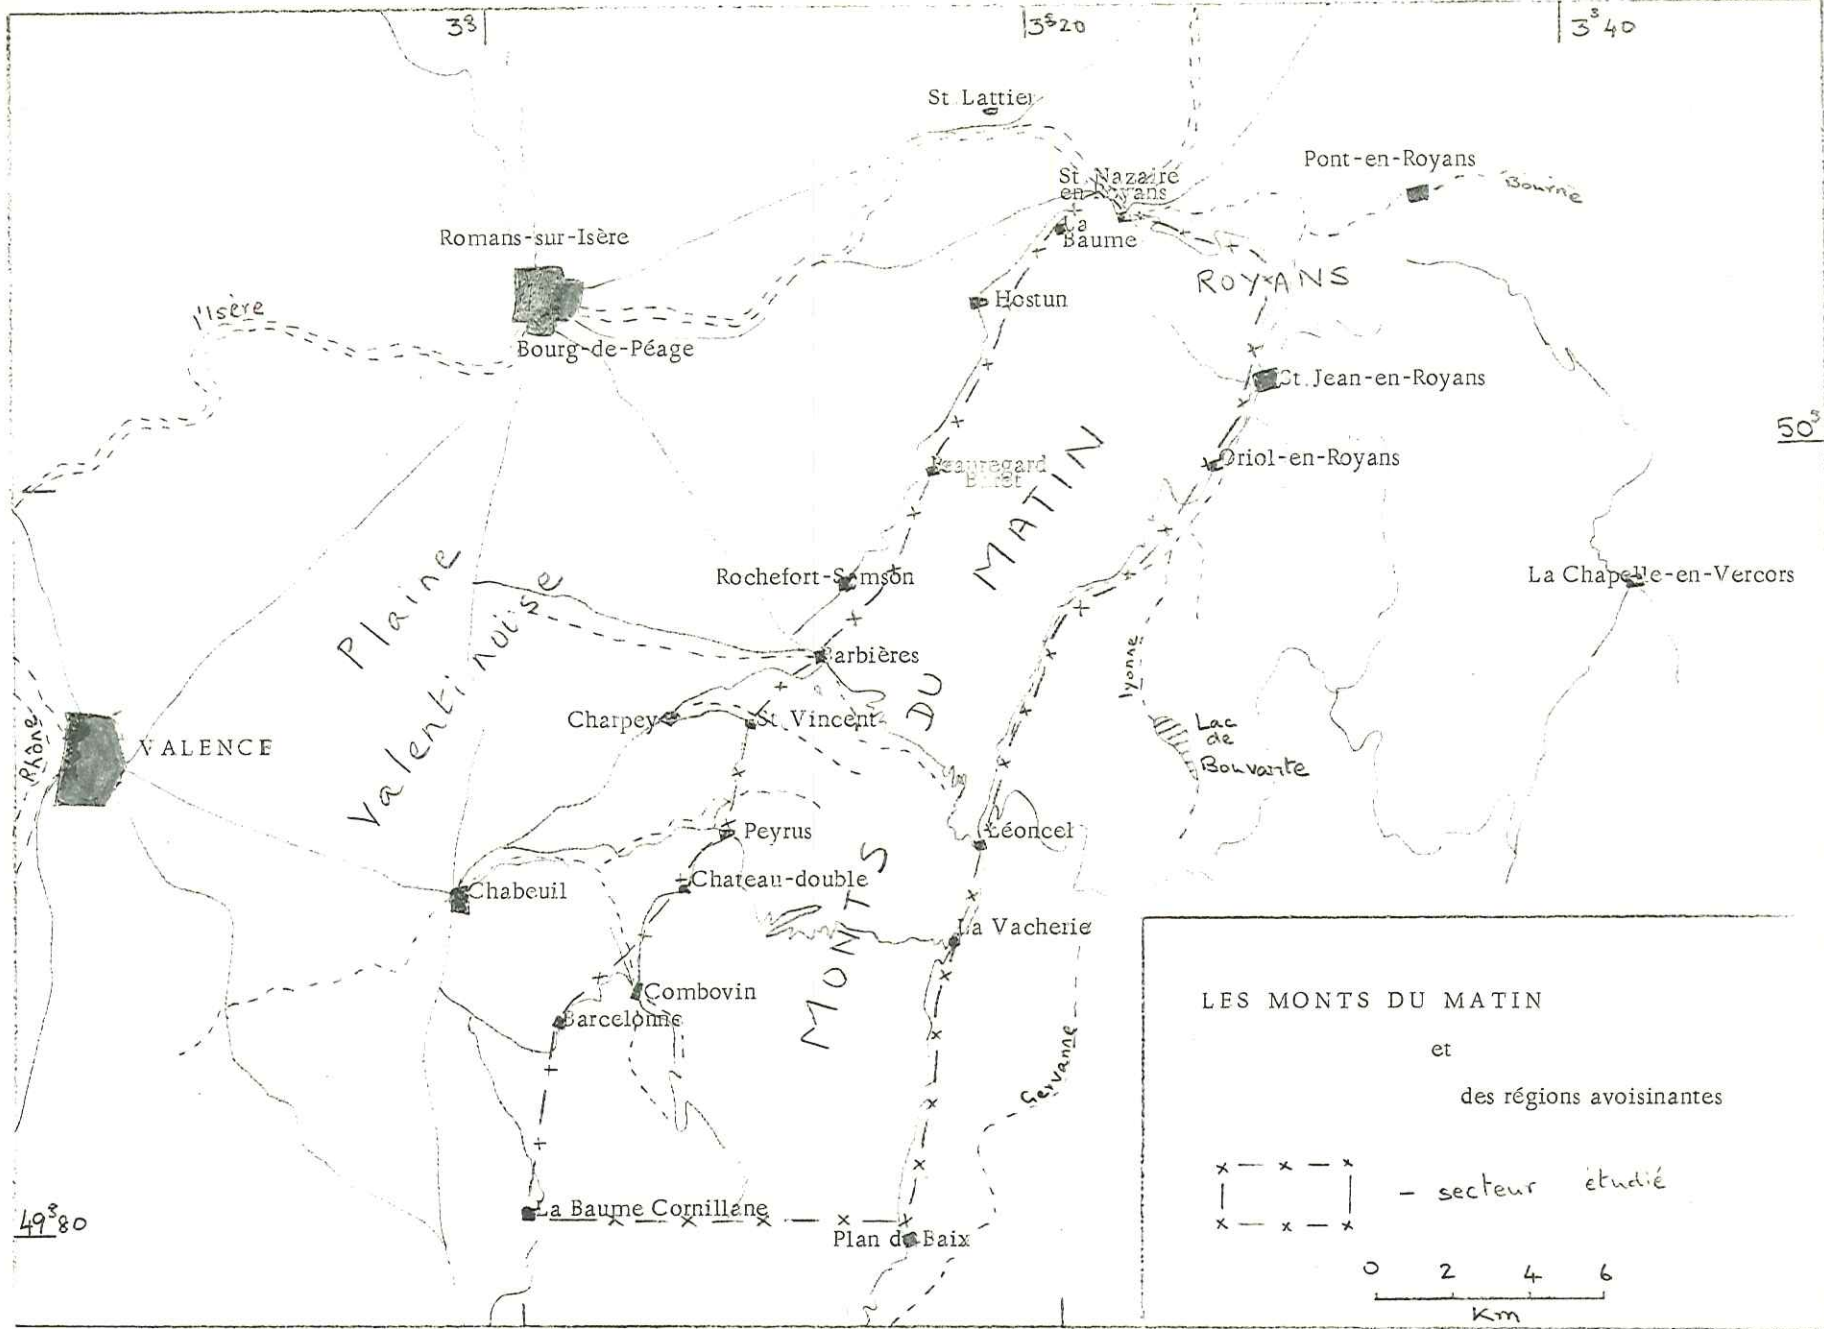 3ᵍ
3ᵍ20
3ᵍ40
St Lattier
Pont-en-Royans
Bourne
St Nazaire
en Royans
La
Baume
Romans-sur-Isère
ROYANS
Hostun
l'Isère
Bourg-de-Péage
St. Jean-en-Royans
50ᵍ
Oriol-en-Royans
Beauregard
Baret
MATIN
Rochefort-Samson
La Chapelle-en-Vercors
Plaine
Valentinoise
Barbières
lyonne
DU
Charpey
St Vincent
Lac
de
Bouvante
Rhône
VALENCE
Peyrus
Léoncel
Chateau-double
Chabeuil
La Vacherie
MONTS
Combovin
Barcelonne
Gervanne
LES MONTS DU MATIN
et
des régions avoisinantes
- secteur étudié
49ᵍ80
La Baume Cornillane
Plan de Baix
0 2 4 6
Km